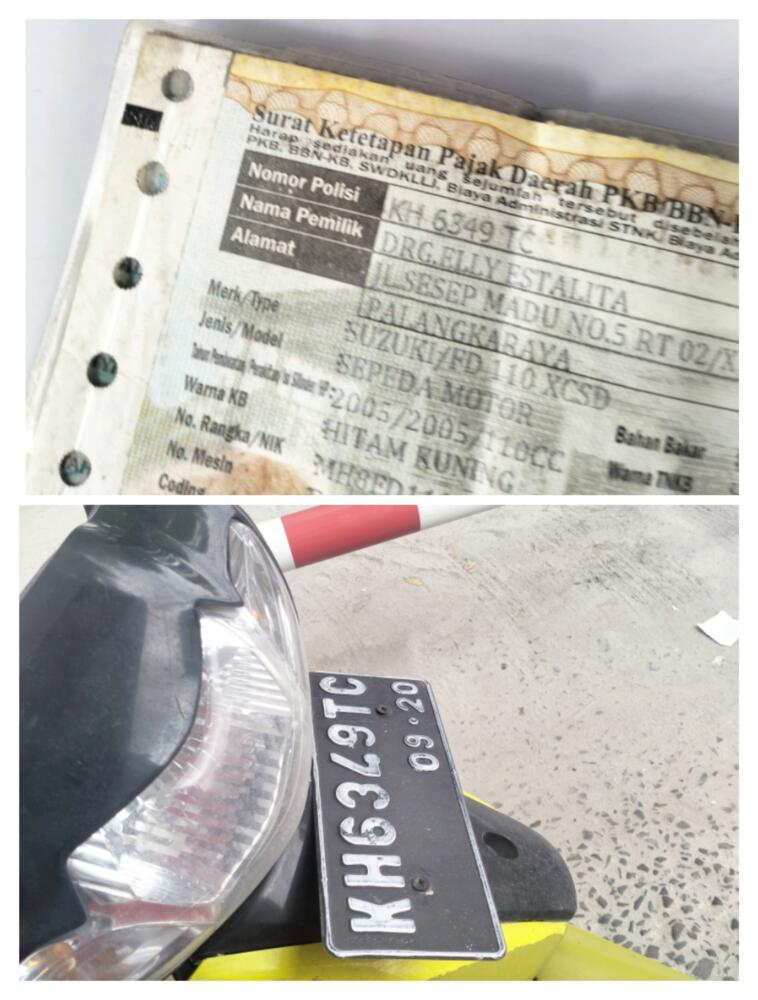 Surat Ketetapan Pajak Daerah PKB/BBN-
Harap sediakan uang sejumlah tersebut disebelah
PKB, BBN-KB, SWDKLLJ, Biaya Administrasi STNK, Biaya Ad
Nomor Polisi KH 6349 TC
Nama Pemilik DRG.ELLY ESTALITA
Alamat JL.SESEP MADU NO.5 RT 02/X
PALANGKARAYA
Merk/Type SUZUKI/FD 110 XCSD
Jenis/Model SEPEDA MOTOR
2005/2005/110CC
Warna KB HITAM KUNING
Bahan Bakar
No. Rangka/NIK MH8FD11
Warna TNKB
No. Mesin
Coding
KH6349TC
09·20